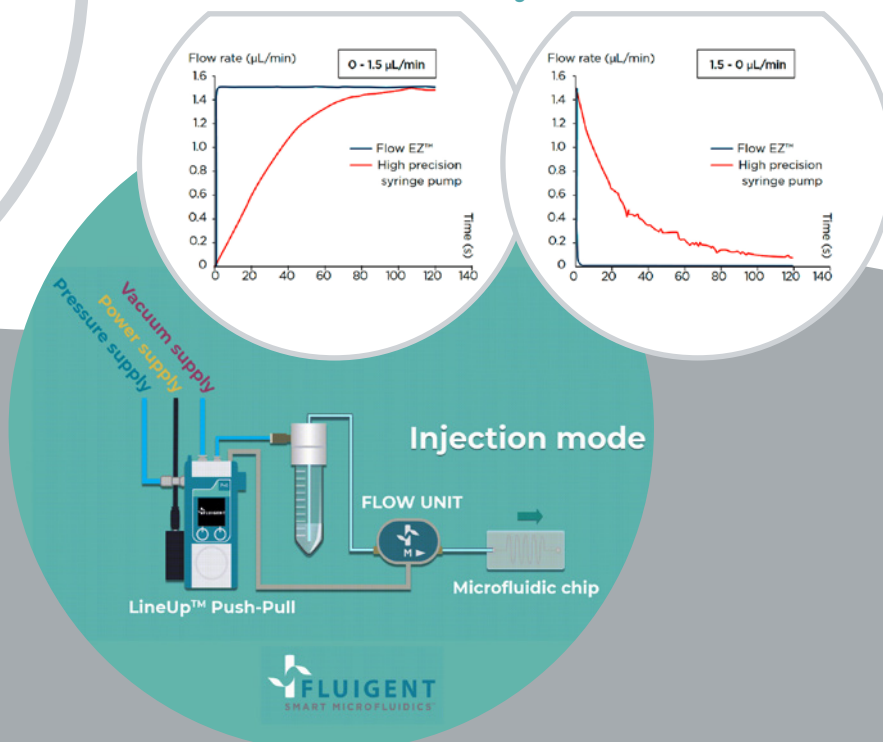 Flow rate (µL/min)
0 - 1.5 µL/min
1.6
1.4
1.2
1.0
0.8
0.6
0.4
0.2
0
Flow EZ™
High precision
syringe pump
Time (s)
0 20 40 60 80 100 120 140
Flow rate (µL/min)
1.5 - 0 µL/min
1.6
1.4
1.2
1.0
0.8
0.6
0.4
0.2
0
Flow EZ™
High precision
syringe pump
Time (s)
0 20 40 60 80 100 120 140
Pressure supply
Power supply
Vacuum supply
Injection mode
FLUIGENT
FLOW UNIT
M
LineUp™ Push-Pull
Microfluidic chip
FLUIGENT
SMART MICROFLUIDICS